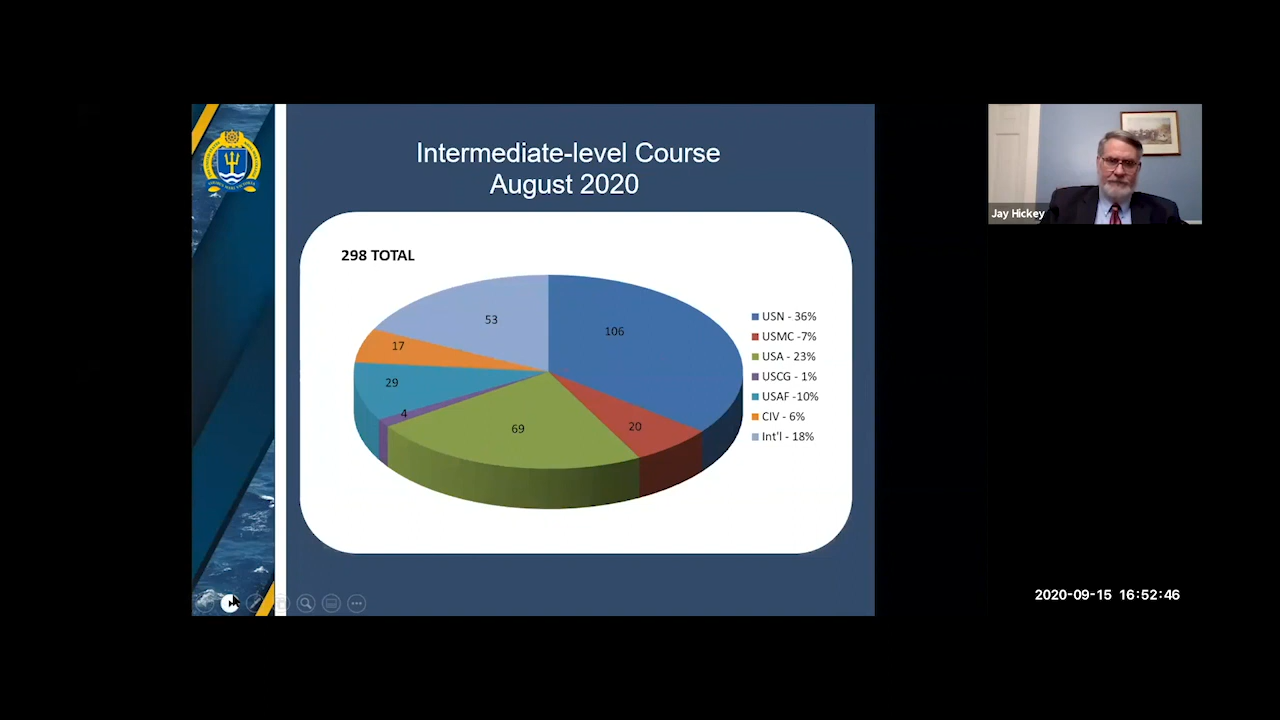 Intermediate-level Course
August 2020
298 TOTAL
53
106
17
29
4
69
20
USN - 36%
USMC -7%
USA - 23%
USCG - 1%
USAF -10%
CIV - 6%
Int'l - 18%
Jay Hickey
2020-09-15 16:52:46